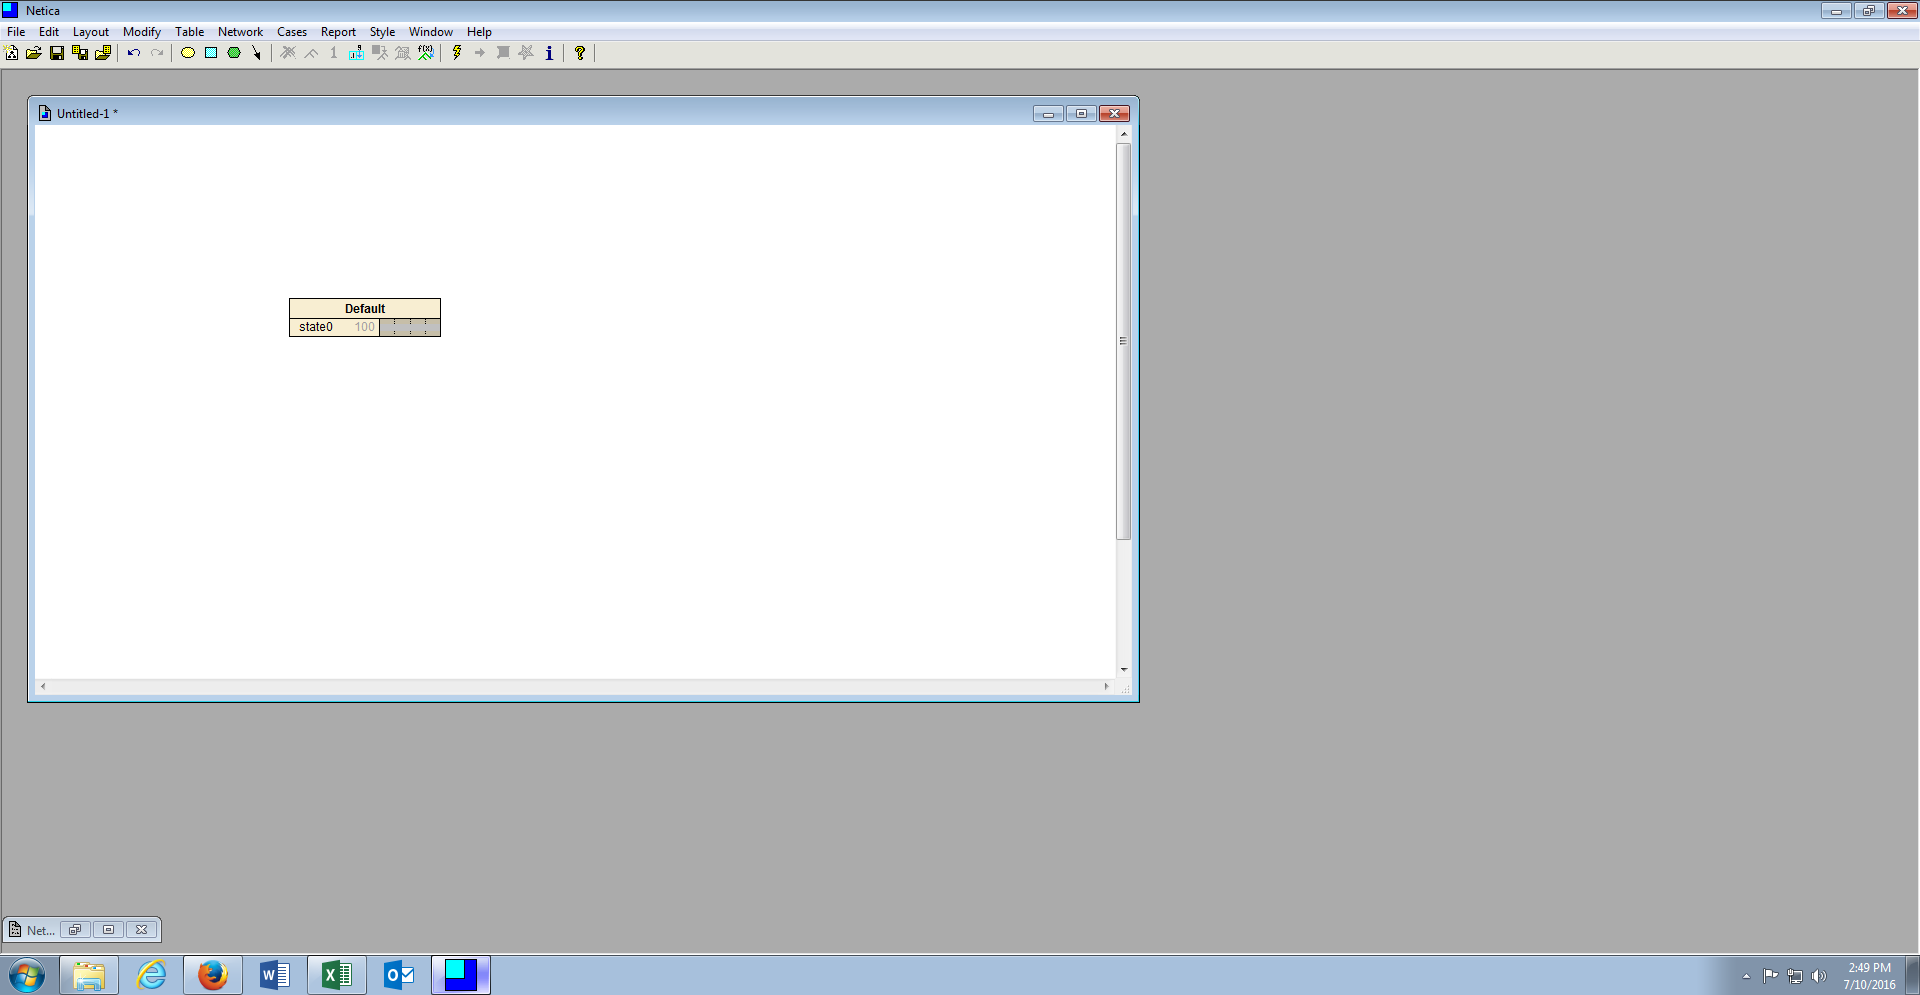 Netica
File Edit Layout Modify Table Network Cases Report Style Window Help
1 f(x) i ?
Untitled-1 *
Default
state0 100
Net...
2:49 PM
7/10/2016